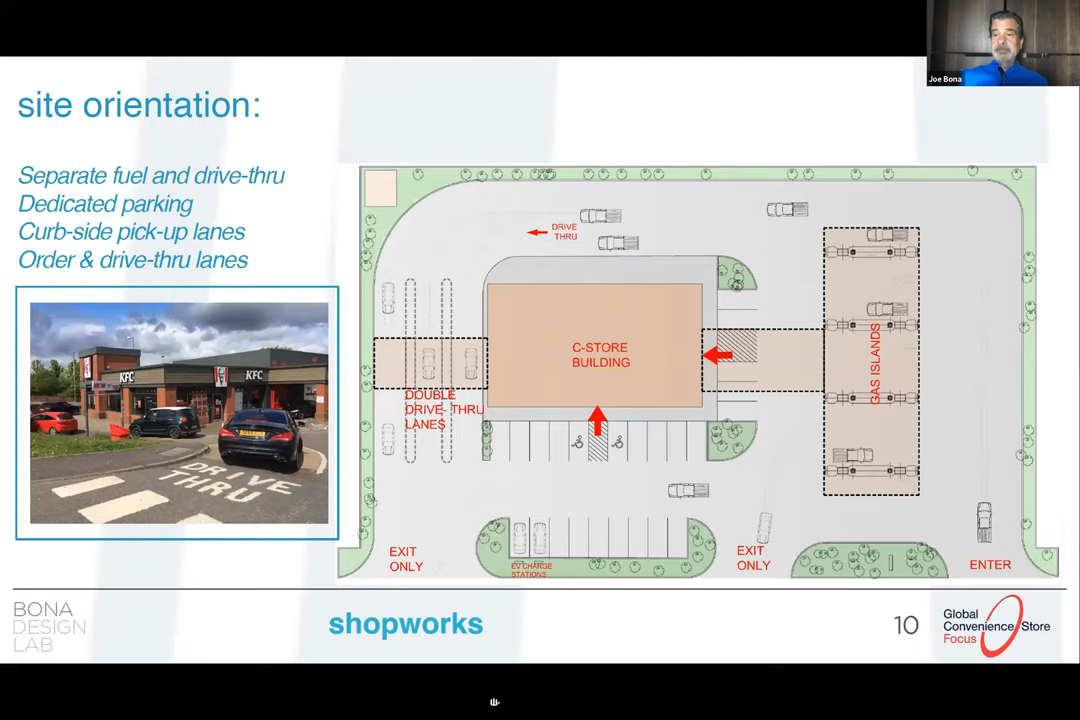 Joe Bona
site orientation:
Separate fuel and drive-thru
Dedicated parking
Curb-side pick-up lanes
Order & drive-thru lanes
KFC
KFC
DRIVE
THRU
DRIVE
THRU
C-STORE
BUILDING
GAS ISLANDS
DOUBLE
DRIVE- THRU
LANES
EXIT
ONLY
EV CHARGE
STATIONS
EXIT
ONLY
ENTER
BONA
DESIGN
LAB
shopworks
10
Global
Convenience Store
Focus